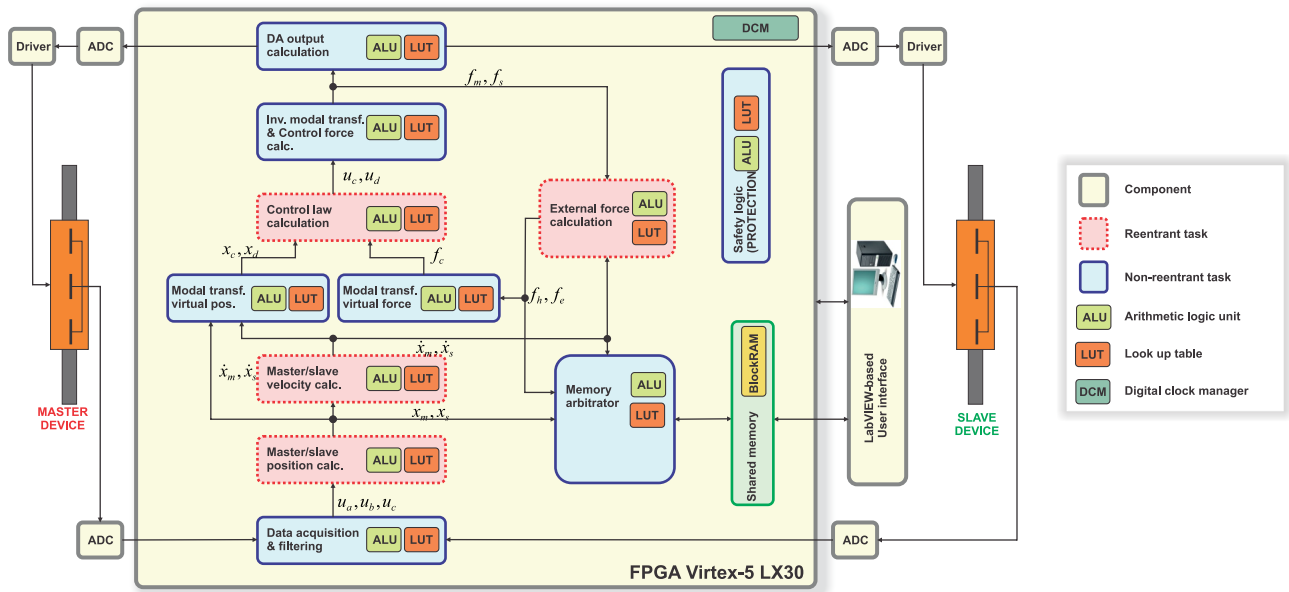 DCM
Driver
ADC
DA output
calculation
ALU
LUT
ADC
Driver
f_m, f_s
Inv. modal transf.
& Control force
calc.
ALU
LUT
LUT
ALU
Safety logic
(PROTECTION)
u_c, u_d
Control law
calculation
ALU
LUT
External force
calculation
ALU
LUT
x_c, x_d
f_c
Modal transf.
virtual pos.
ALU
LUT
Modal transf.
virtual force
ALU
LUT
f_h, f_e
ẋ_m, ẋ_s
ẋ_m, ẋ_s
Master/slave
velocity calc.
ALU
LUT
Memory
arbitrator
ALU
LUT
BlockRAM
Shared memory
LabVIEW-based
User interface
MASTER
DEVICE
SLAVE
DEVICE
x_m, x_s
Master/slave
position calc.
ALU
LUT
u_a, u_b, u_c
ADC
Data acquisition
& filtering
ALU
LUT
ADC
FPGA Virtex-5 LX30
Component
Reentrant task
Non-reentrant task
ALU
Arithmetic logic unit
LUT
Look up table
DCM
Digital clock manager